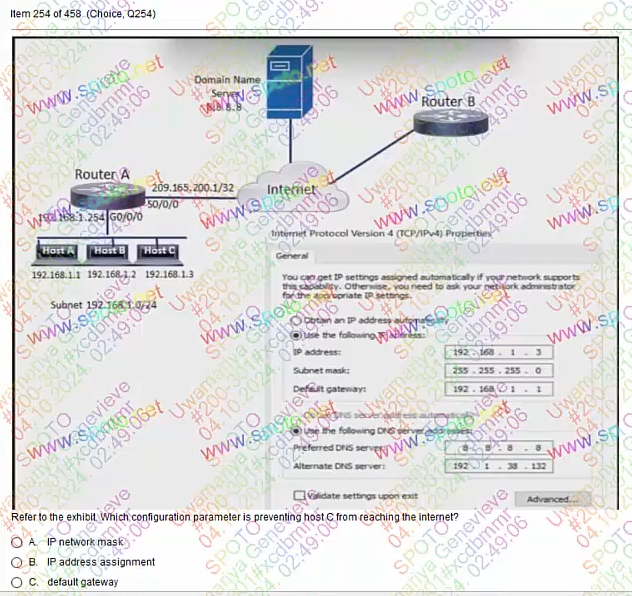 Item 254 of 458 (Choice, Q254)
Domain Name
Server
8.8.8.8
Router B
Router A
209.165.200.1/32
S0/0/0
Internet
192.168.1.254 G0/0/0
Host A Host B Host C
192.168.1.1 192.168.1.2 192.168.1.3
Subnet 192.168.1.0/24
Internet Protocol Version 4 (TCP/IPv4) Properties
General
You can get IP settings assigned automatically if your network supports
this capability. Otherwise, you need to ask your network administrator
for the appropriate IP settings.
Obtain an IP address automatically
Use the following IP address:
IP address: 192 . 168 . 1 . 3
Subnet mask: 255 . 255 . 255 . 0
Default gateway: 192 . 168 . 1 . 1
Obtain DNS server address automatically
Use the following DNS server addresses:
Preferred DNS server: 8 . 8 . 8 . 8
Alternate DNS server: 192 . 1 . 38 . 132
Validate settings upon exit
Advanced...
Refer to the exhibit. Which configuration parameter is preventing host C from reaching the internet?
A. IP network mask
B. IP address assignment
C. default gateway
www.spoto.net